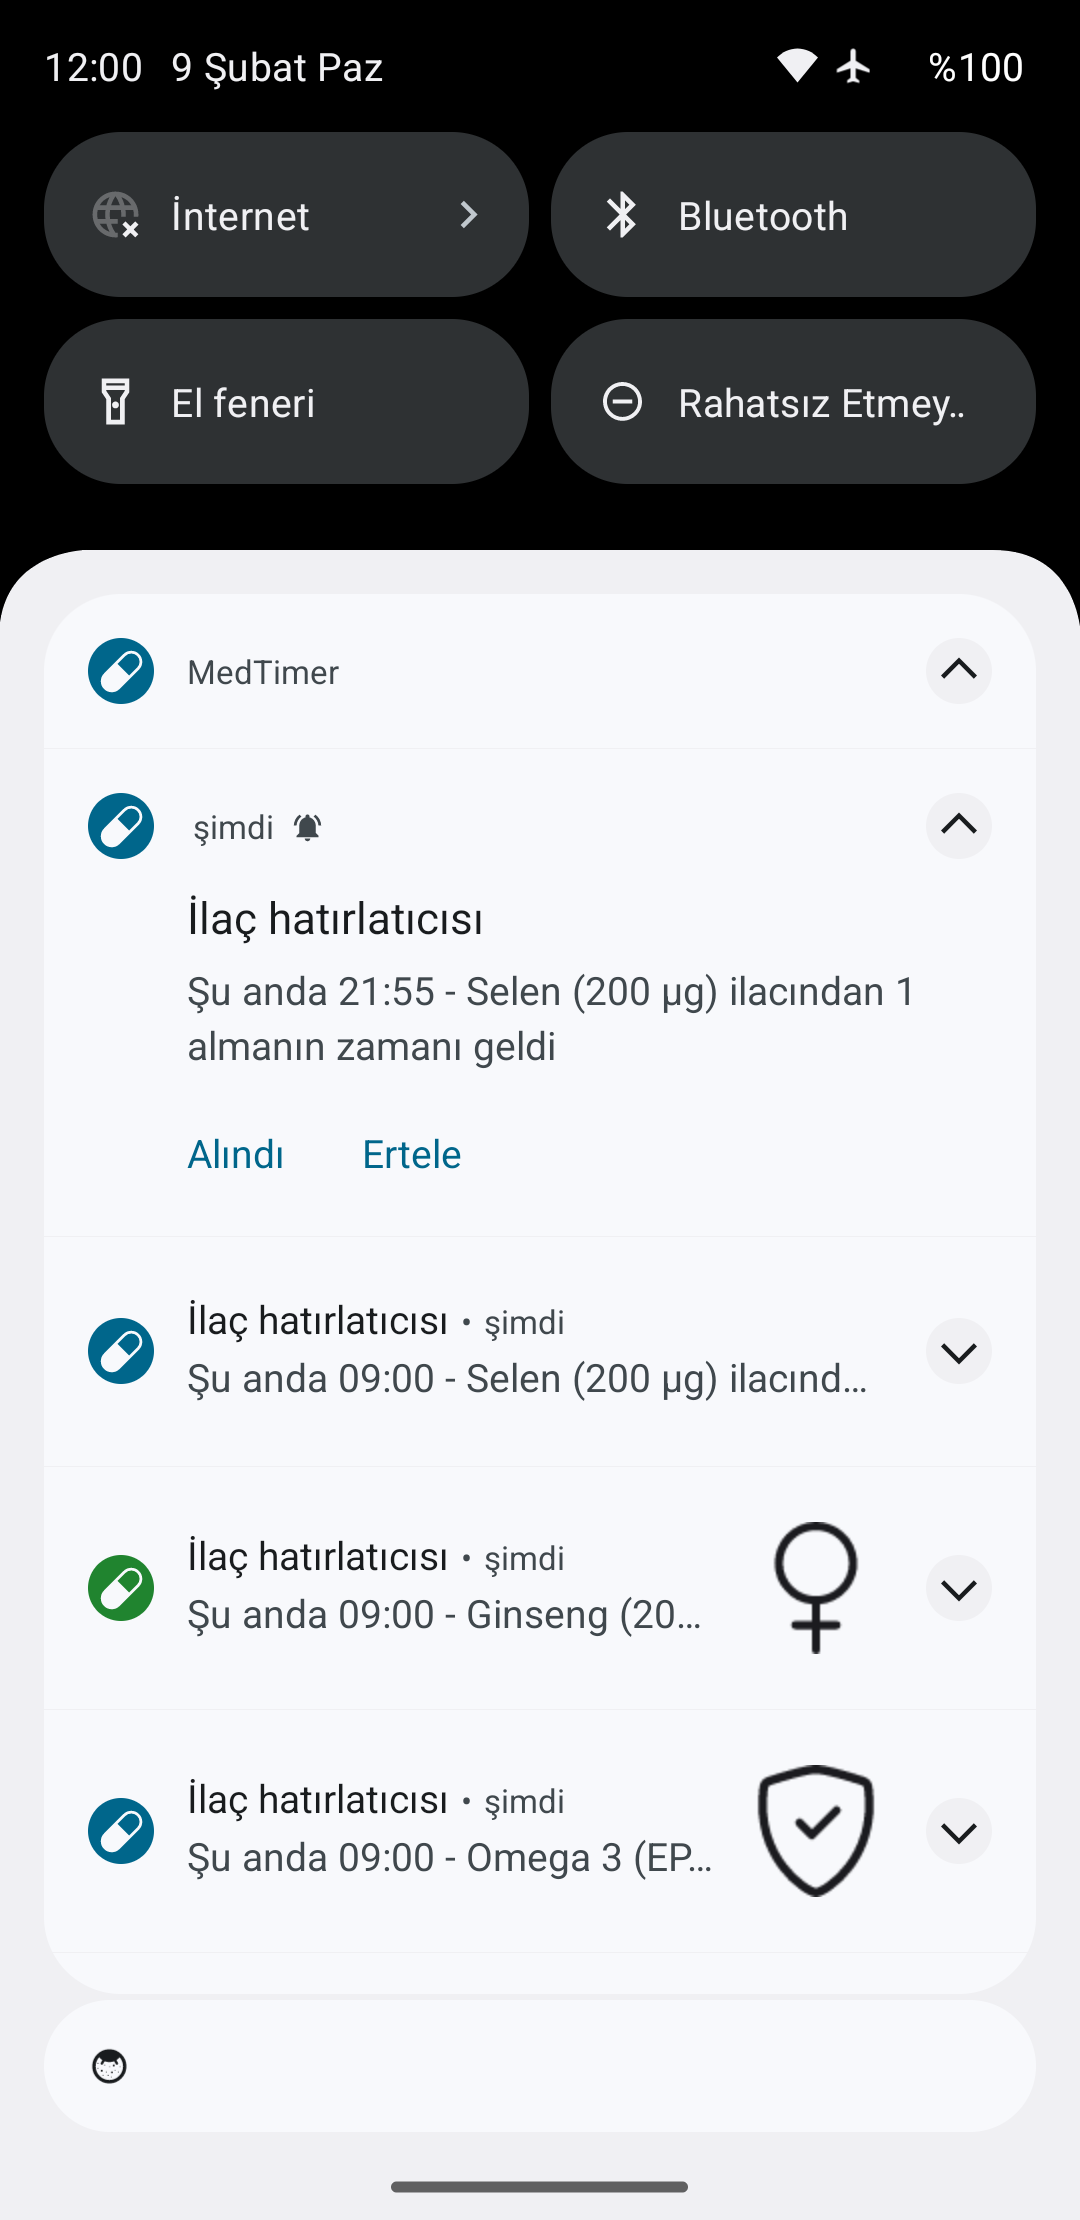 12:00 9 Şubat Paz %100
İnternet
Bluetooth
El feneri
Rahatsız Etmey..
MedTimer
şimdi
İlaç hatırlatıcısı
Şu anda 21:55 - Selen (200 µg) ilacından 1
almanın zamanı geldi
Alındı Ertele
İlaç hatırlatıcısı • şimdi
Şu anda 09:00 - Selen (200 µg) ilacınd...
İlaç hatırlatıcısı • şimdi
Şu anda 09:00 - Ginseng (20...
İlaç hatırlatıcısı • şimdi
Şu anda 09:00 - Omega 3 (EP...